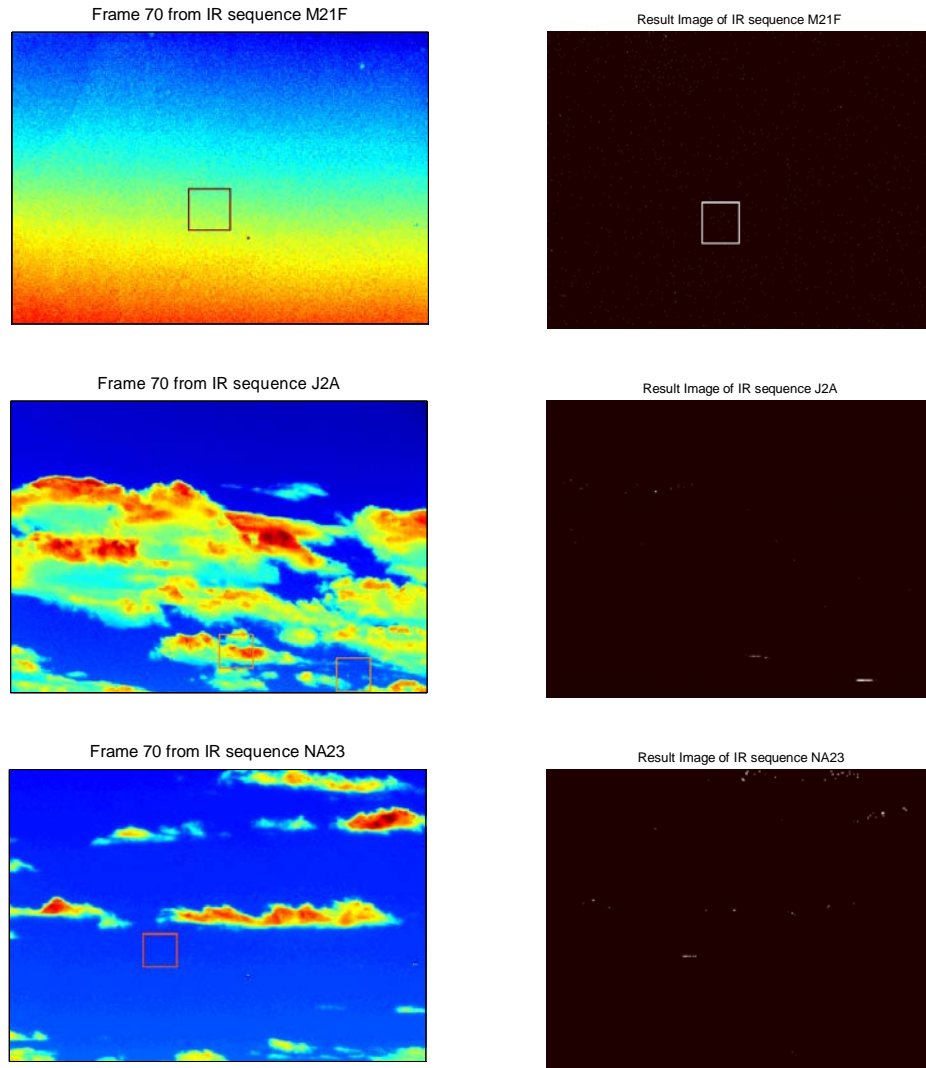 Frame 70 from IR sequence M21F
Result Image of IR sequence M21F
Frame 70 from IR sequence J2A
Result Image of IR sequence J2A
Frame 70 from IR sequence NA23
Result Image of IR sequence NA23